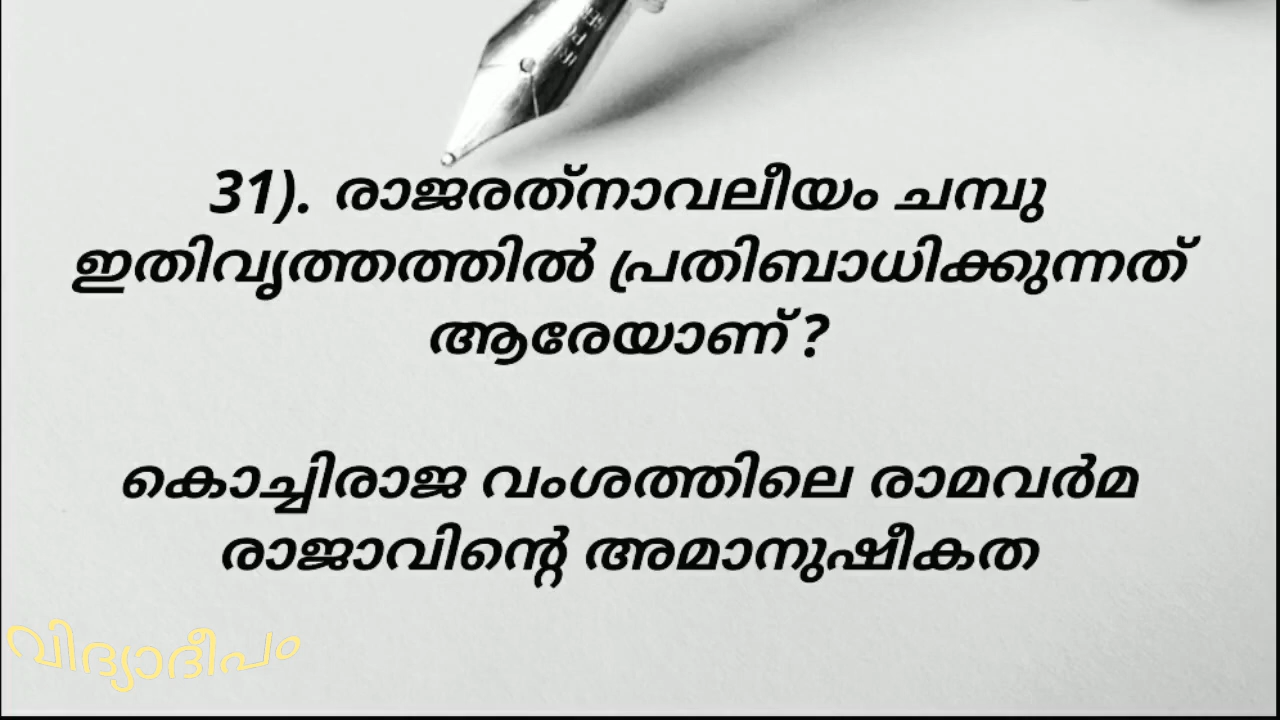 31). രാജരത്നാവലീയം ചമ്പു
ഇതിവൃത്തത്തിൽ പ്രതിബാധിക്കുന്നത്
ആരേയാണ് ?
കൊച്ചിരാജ വംശത്തിലെ രാമവർമ
രാജാവിന്റെ അമാനുഷീകത
വിദ്യാദീപം